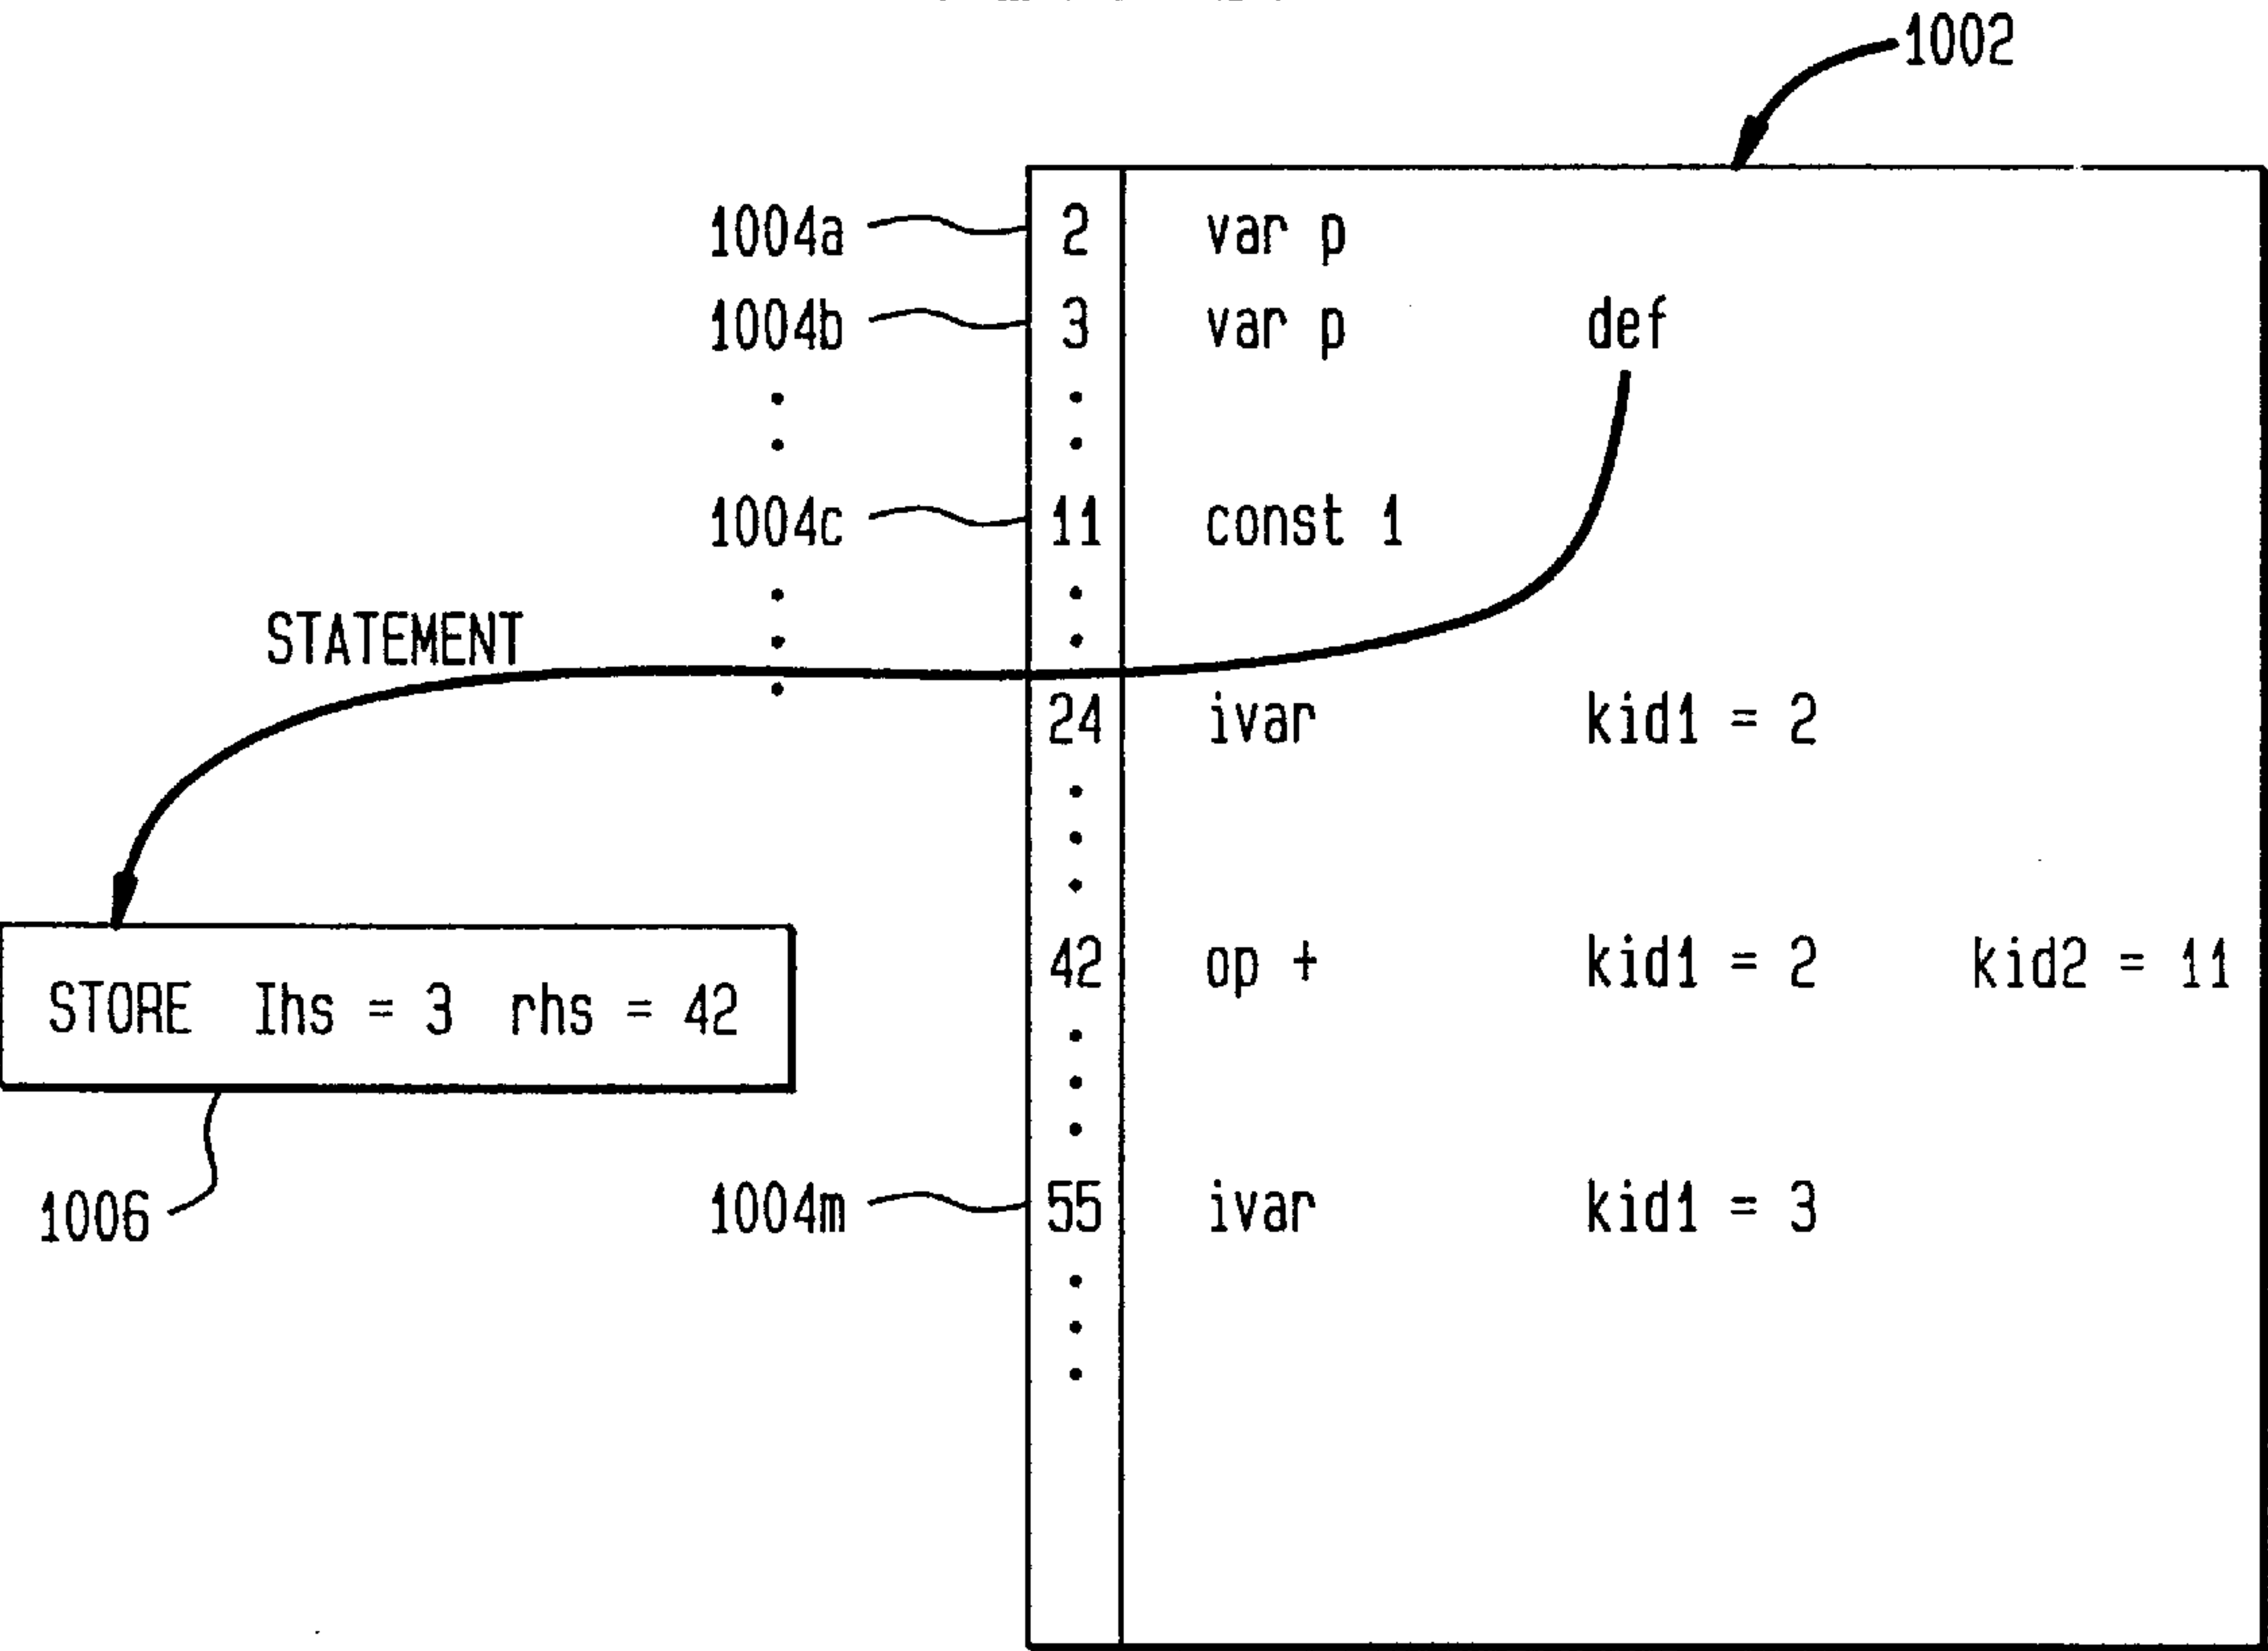 1002
1004a 2 var p
1004b 3 var p def
1004c 11 const 1
STATEMENT
24 ivar kid1 = 2
42 op + kid1 = 2 kid2 = 11
STORE Ihs = 3 rhs = 42
1006
1004m 55 ivar kid1 = 3